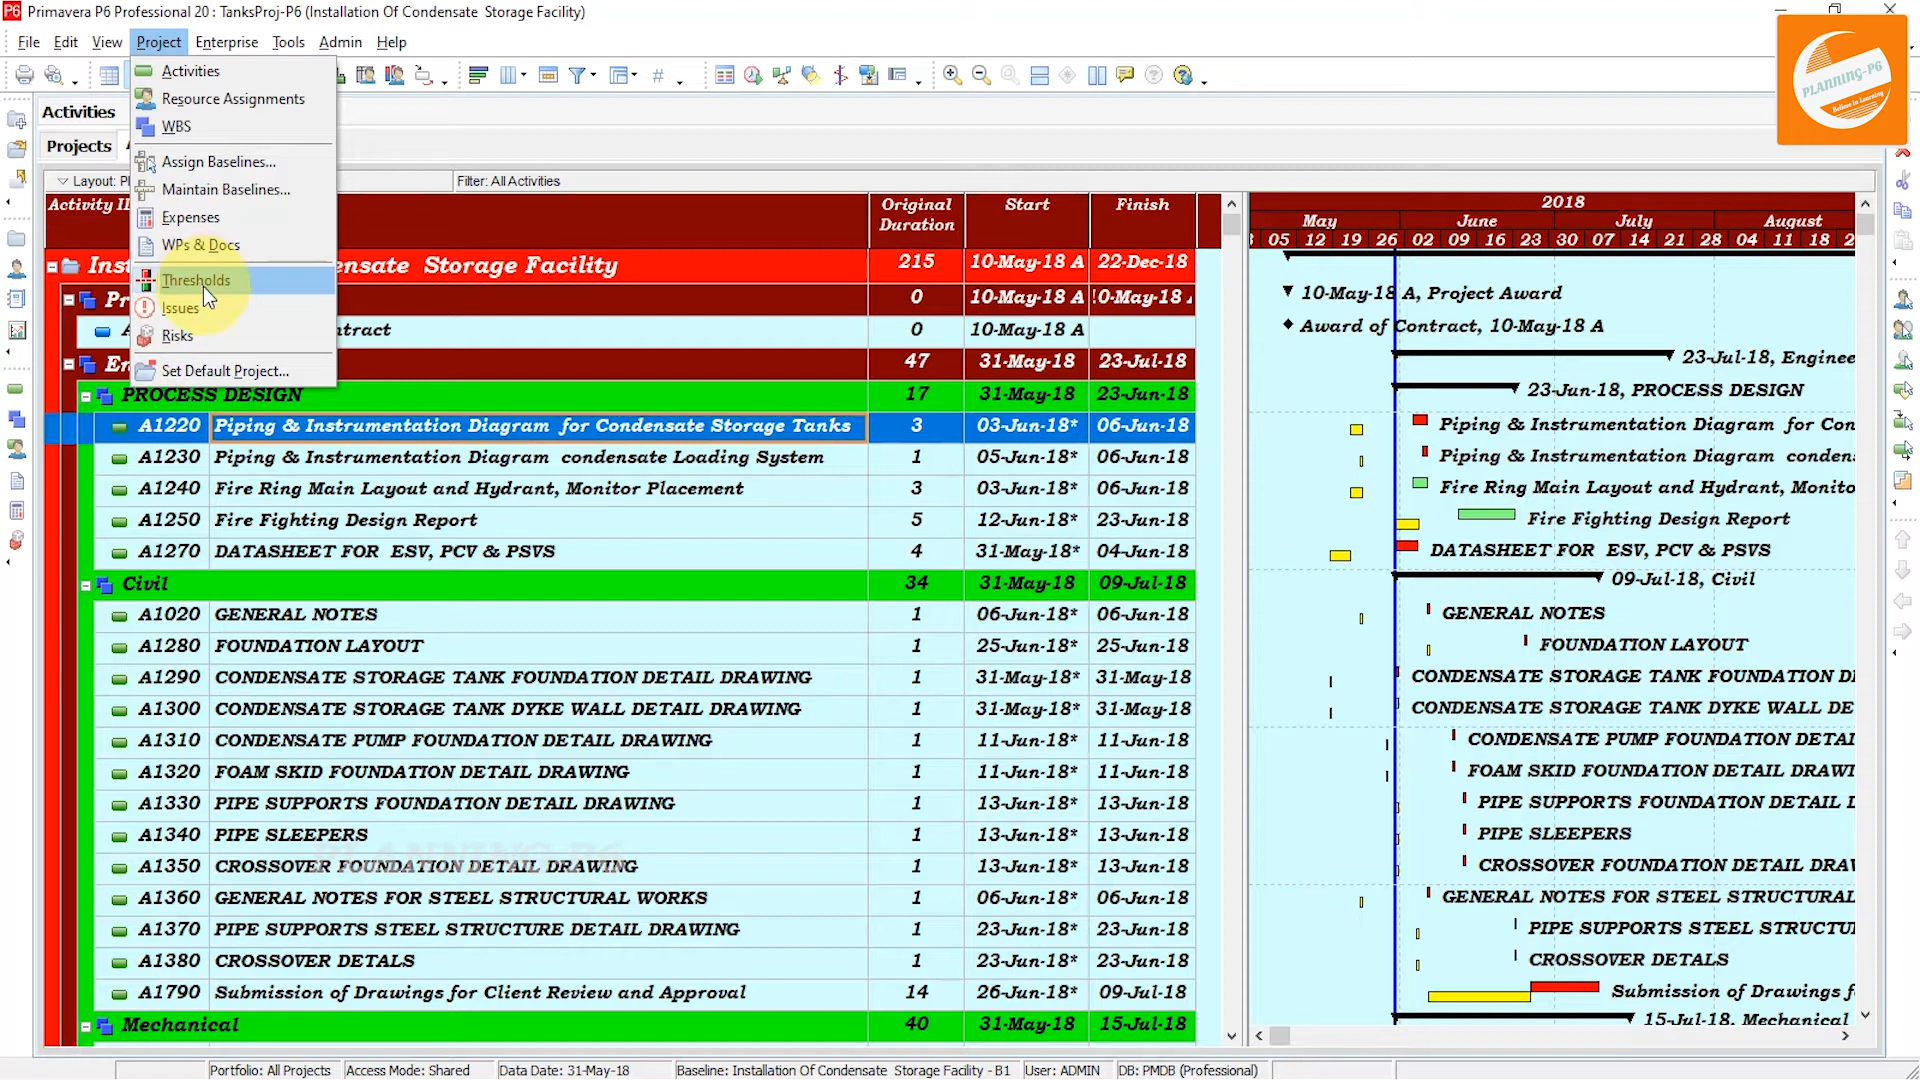 P6 Primavera P6 Professional 20 : TanksProj-P6 (Installation Of Condensate Storage Facility)
File Edit View Project Enterprise Tools Admin Help
PLANNING-P6
Believe In Learning
Activities
Resource Assignments
WBS
Assign Baselines...
Maintain Baselines...
Expenses
WPs & Docs
Thresholds
Issues
Risks
Set Default Project...
Activities
Projects
Layout: Filter: All Activities
Activity Original Duration Start Finish
2018
May June July August
05 12 19 26 02 09 16 23 30 07 14 21 28 04 11 18
densate Storage Facility 215 10-May-18 A 22-Dec-18
0 10-May-18 A 10-May-18
10-May-18 A, Project Award
ntract 0 10-May-18 A
Award of Contract, 10-May-18 A
47 31-May-18 23-Jul-18
23-Jul-18, Enginee
PROCESS DESIGN 17 31-May-18 23-Jun-18
23-Jun-18, PROCESS DESIGN
A1220 Piping & Instrumentation Diagram for Condensate Storage Tanks 3 03-Jun-18* 06-Jun-18
Piping & Instrumentation Diagram for Con
A1230 Piping & Instrumentation Diagram condensate Loading System 1 05-Jun-18* 06-Jun-18
Piping & Instrumentation Diagram conden
A1240 Fire Ring Main Layout and Hydrant, Monitor Placement 3 03-Jun-18* 06-Jun-18
Fire Ring Main Layout and Hydrant, Monito
A1250 Fire Fighting Design Report 5 12-Jun-18* 23-Jun-18
Fire Fighting Design Report
A1270 DATASHEET FOR ESV, PCV & PSVS 4 31-May-18* 04-Jun-18
DATASHEET FOR ESV, PCV & PSVS
Civil 34 31-May-18 09-Jul-18
09-Jul-18, Civil
A1020 GENERAL NOTES 1 06-Jun-18* 06-Jun-18
GENERAL NOTES
A1280 FOUNDATION LAYOUT 1 25-Jun-18* 25-Jun-18
FOUNDATION LAYOUT
A1290 CONDENSATE STORAGE TANK FOUNDATION DETAIL DRAWING 1 31-May-18* 31-May-18
CONDENSATE STORAGE TANK FOUNDATION D
A1300 CONDENSATE STORAGE TANK DYKE WALL DETAIL DRAWING 1 31-May-18* 31-May-18
CONDENSATE STORAGE TANK DYKE WALL DE
A1310 CONDENSATE PUMP FOUNDATION DETAIL DRAWING 1 11-Jun-18* 11-Jun-18
CONDENSATE PUMP FOUNDATION DETAI
A1320 FOAM SKID FOUNDATION DETAIL DRAWING 1 11-Jun-18* 11-Jun-18
FOAM SKID FOUNDATION DETAIL DRAWI
A1330 PIPE SUPPORTS FOUNDATION DETAIL DRAWING 1 13-Jun-18* 13-Jun-18
PIPE SUPPORTS FOUNDATION DETAIL D
A1340 PIPE SLEEPERS 1 13-Jun-18* 13-Jun-18
PIPE SLEEPERS
A1350 CROSSOVER FOUNDATION DETAIL DRAWING 1 13-Jun-18* 13-Jun-18
CROSSOVER FOUNDATION DETAIL DRAW
A1360 GENERAL NOTES FOR STEEL STRUCTURAL WORKS 1 06-Jun-18* 06-Jun-18
GENERAL NOTES FOR STEEL STRUCTURAL
A1370 PIPE SUPPORTS STEEL STRUCTURE DETAIL DRAWING 1 23-Jun-18* 23-Jun-18
PIPE SUPPORTS STEEL STRUCTU
A1380 CROSSOVER DETALS 1 23-Jun-18* 23-Jun-18
CROSSOVER DETALS
A1790 Submission of Drawings for Client Review and Approval 14 26-Jun-18* 09-Jul-18
Submission of Drawings f
Mechanical 40 31-May-18 15-Jul-18
15-Jul-18, Mechanical
Portfolio: All Projects Access Mode: Shared Data Date: 31-May-18 Baseline: Installation Of Condensate Storage Facility - B1 User: ADMIN DB: PMDB (Professional)